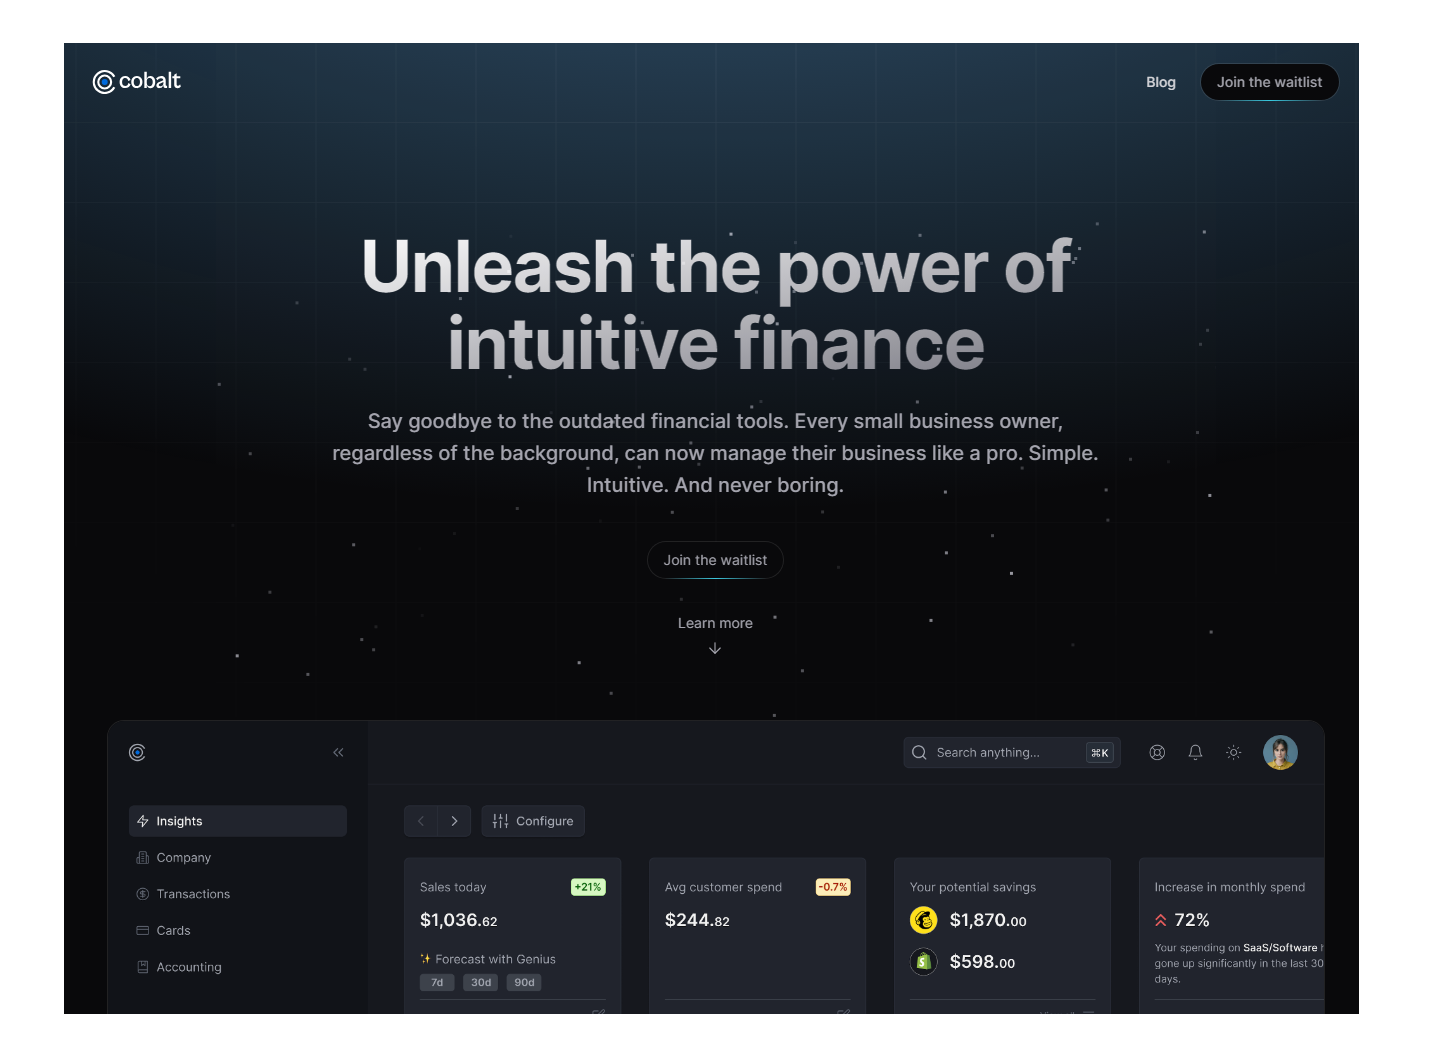 cobalt
Blog
Join the waitlist
Unleash the power of
intuitive finance
Say goodbye to the outdated financial tools. Every small business owner,
regardless of the background, can now manage their business like a pro. Simple.
Intuitive. And never boring.
Join the waitlist
Learn more
Search anything...
⌘K
Insights
Company
Transactions
Cards
Accounting
Configure
Sales today
+21%
$1,036.62
✨ Forecast with Genius
7d
30d
90d
Avg customer spend
-0.7%
$244.82
Your potential savings
$1,870.00
$598.00
Increase in monthly spend
72%
Your spending on SaaS/Software
gone up significantly in the last 30
days.